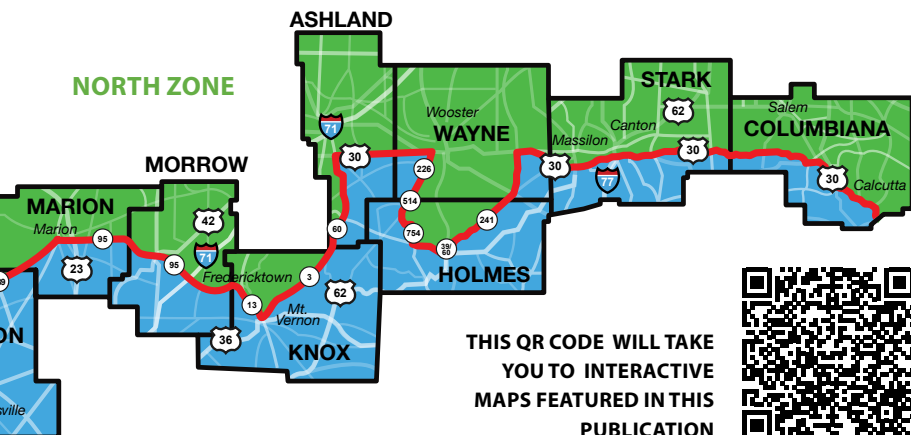 ASHLAND
NORTH ZONE
STARK
62
Wooster
WAYNE
Salem
COLUMBIANA
71
Canton
Massilon
30
30
30
MORROW
226
77
30
Calcutta
MARION
514
42
Marion
95
60
754
241
39/
60
71
95
23
Fredericktown
3
HOLMES
62
13
Mt.
Vernon
36
KNOX
ON
THIS QR CODE WILL TAKE
YOU TO INTERACTIVE
MAPS FEATURED IN THIS
PUBLICATION
sville